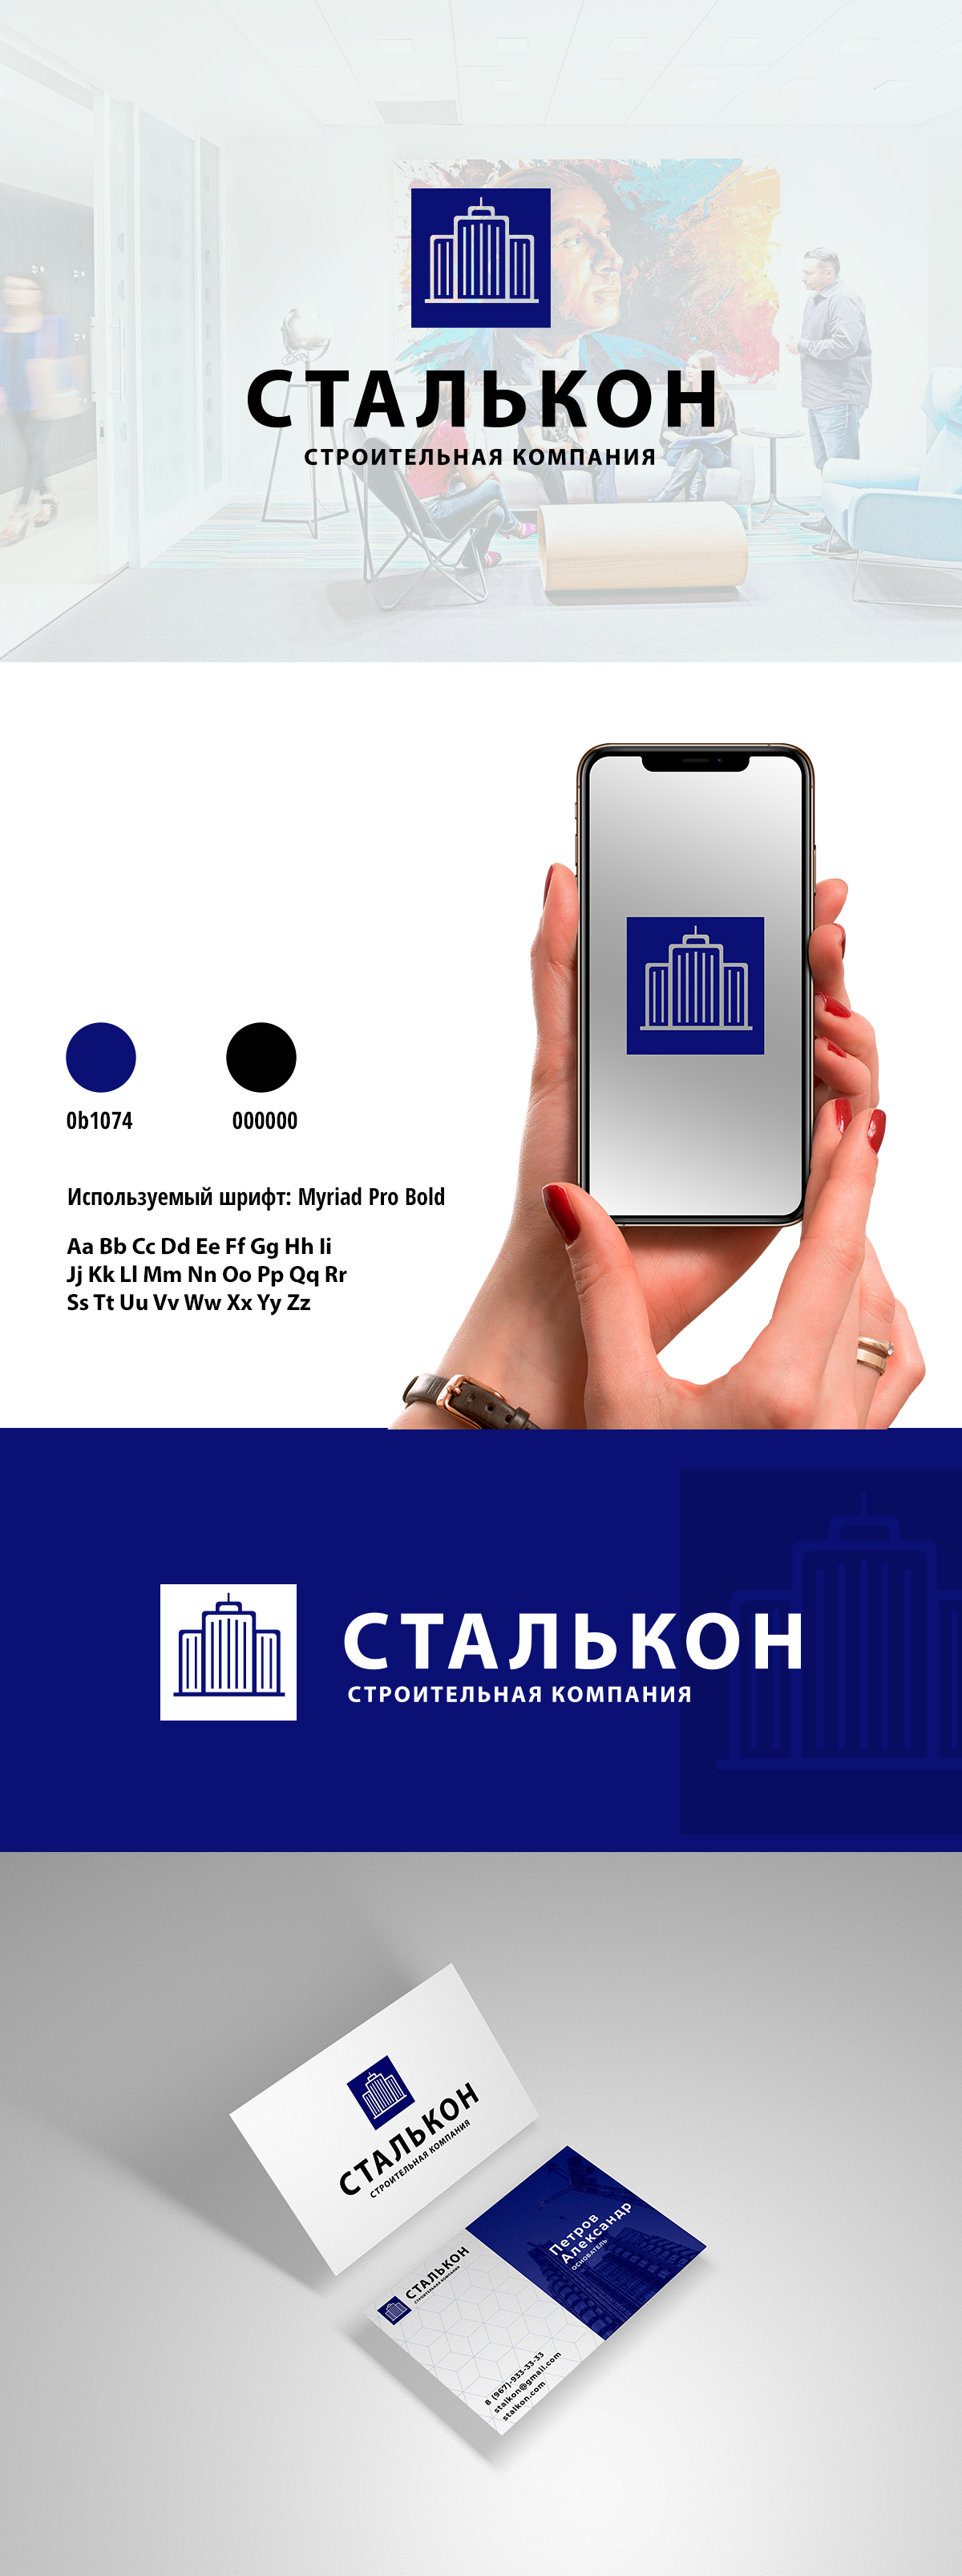 СТАЛЬКОН
СТРОИТЕЛЬНАЯ КОМПАНИЯ
0b1074
000000
Используемый шрифт: Myriad Pro Bold
Aa Bb Cc Dd Ee Ff Gg Hh Ii
Jj Kk Ll Mm Nn Oo Pp Qq Rr
Ss Tt Uu Vv Ww Xx Yy Zz
СТАЛЬКОН
СТРОИТЕЛЬНАЯ КОМПАНИЯ
СТАЛЬКОН
СТРОИТЕЛЬНАЯ КОМПАНИЯ
Петров
Александр
ОСНОВАТЕЛЬ
СТАЛЬКОН
СТРОИТЕЛЬНАЯ КОМПАНИЯ
8 (967)-933-33-33
stalkon@gmail.com
stalkon.com